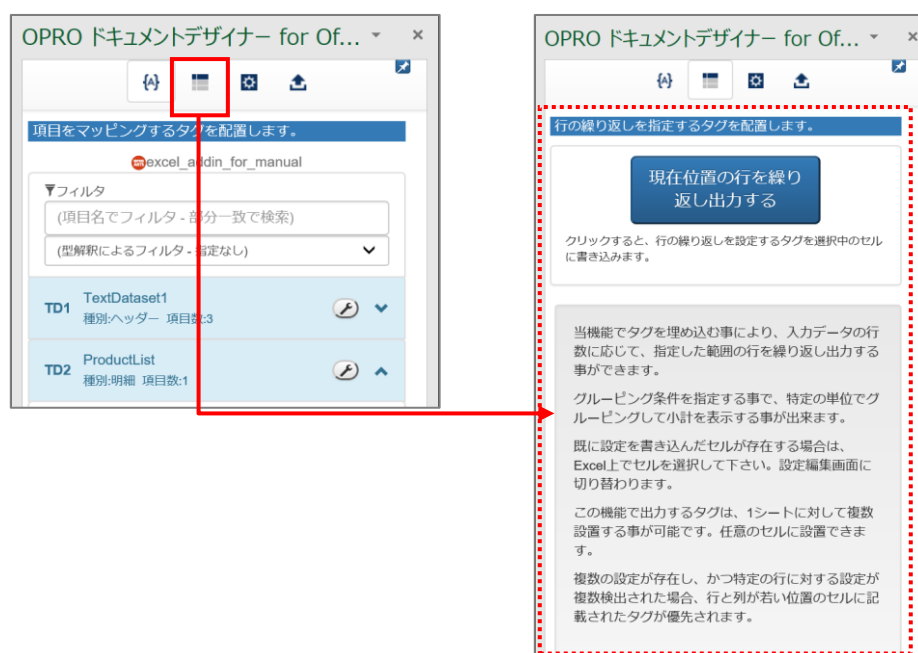 OPRO ドキュメントデザイナー for Of...
{A}
項目をマッピングするタグを配置します。
excel_addin_for_manual
フィルタ
(項目名でフィルタ - 部分一致で検索)
(型解釈によるフィルタ - 指定なし)
TD1 TextDataset1
種別:ヘッダー 項目数:3
TD2 ProductList
種別:明細 項目数:1
OPRO ドキュメントデザイナー for Of...
{A}
行の繰り返しを指定するタグを配置します。
現在位置の行を繰り
返し出力する
クリックすると、行の繰り返しを設定するタグを選択中のセル
に書き込みます。
当機能でタグを埋め込む事により、入力データの行
数に応じて、指定した範囲の行を繰り返し出力する
事ができます。
グルーピング条件を指定する事で、特定の単位でグ
ルーピングして小計を表示する事が出来ます。
既に設定を書き込んだセルが存在する場合は、
Excel上でセルを選択して下さい。設定編集画面に
切り替わります。
この機能で出力するタグは、1シートに対して複数
設置する事が可能です。任意のセルに設置できま
す。
複数の設定が存在し、かつ特定の行に対する設定が
複数検出された場合、行と列が若い位置のセルに記
載されたタグが優先されます。